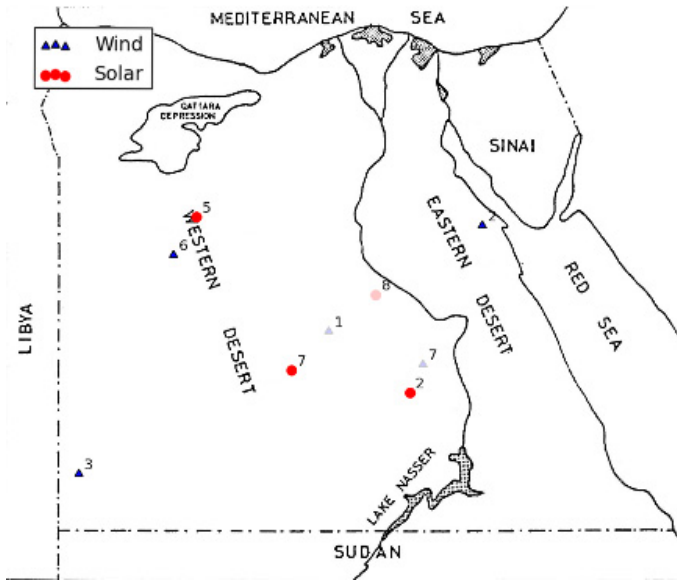 MEDITERRANEAN SEA
Wind
Solar
QATTARA
DEPRESSION
SINAI
5
6
WESTERN
DESERT
EASTERN
DESERT
2
RED
SEA
8
1
LIBYA
7
7
2
3
LAKE NASSER
SUDAN